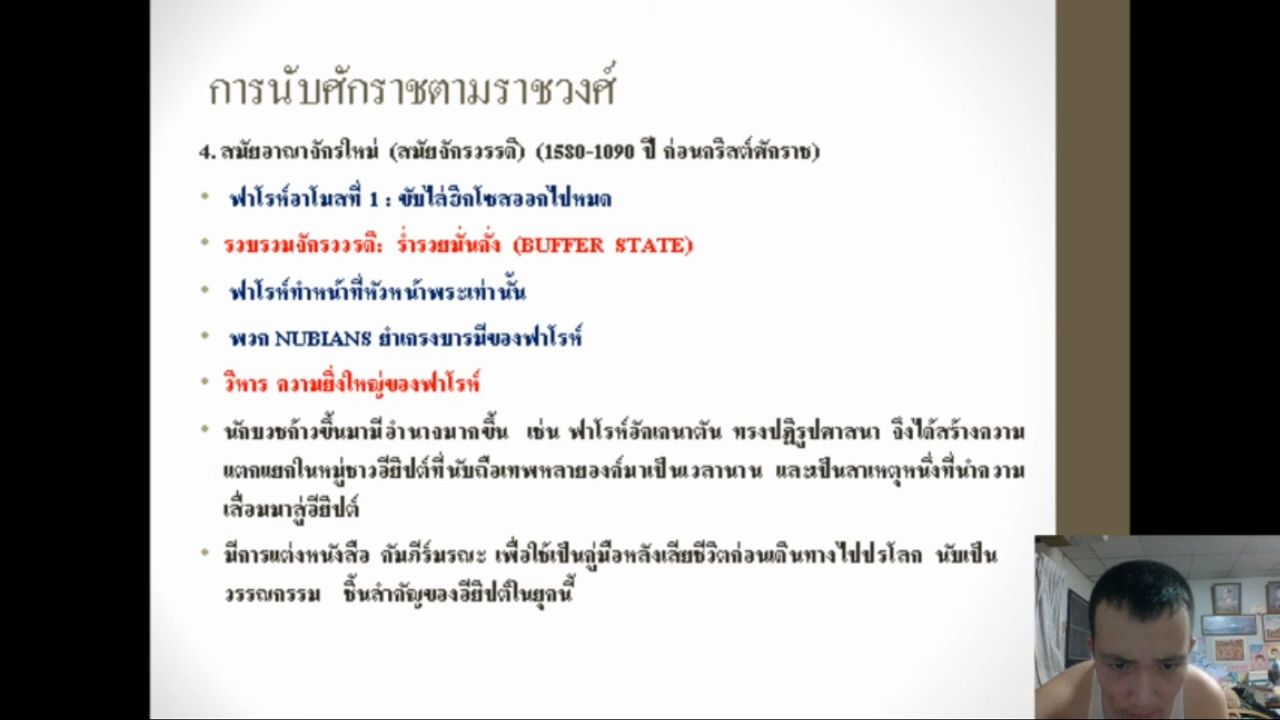 การนับศักราชตามราชวงศ์
4. สมัยอาณาจักรใหม่ (สมัยจักรวรรดิ) (1580-1090 ปี ก่อนคริสต์ศักราช)
• ฟาโรห์อาโมสที่ 1 : ขับไล่ฮิกโซสออกไปหมด
• รวบรวมจักรววรดิ: ร่ำรวยมั่นคั่ง (BUFFER STATE)
• ฟาโรห์ทำหน้าที่หัวหน้าพระเท่านั้น
• พวก NUBIANS ยำเกรงบารมีของฟาโรห์
• วิหาร ความยิ่งใหญ่ของฟาโรห์
• นักบวชก้าวขึ้นมามีอำนาจมากขึ้น เช่น ฟาโรห์อัคเคนาตัน ทรงปฏิรูปศาสนา จึงได้สร้างความ
แตกแยกในหมู่ชาวอียิปต์ที่นับถือเทพหลายองค์มาเป็นเวลานาน และเป็นสาเหตุหนึ่งที่นำความ
เสื่อมมาสู่อียิปต์
• มีการแต่งหนังสือ คัมภีร์มรณะ เพื่อใช้เป็นคู่มือหลังเสียชีวิตก่อนเดินทางไปปรโลก นับเป็น
วรรณกรรม ชิ้นสำคัญของอียิปต์ในยุคนี้